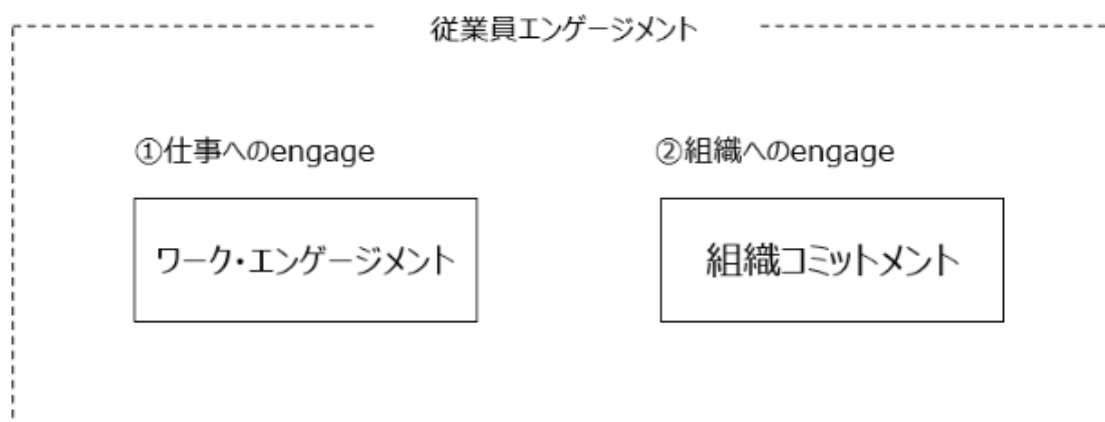 従業員エンゲージメント
①仕事へのengage
②組織へのengage
ワーク・エンゲージメント
組織コミットメント